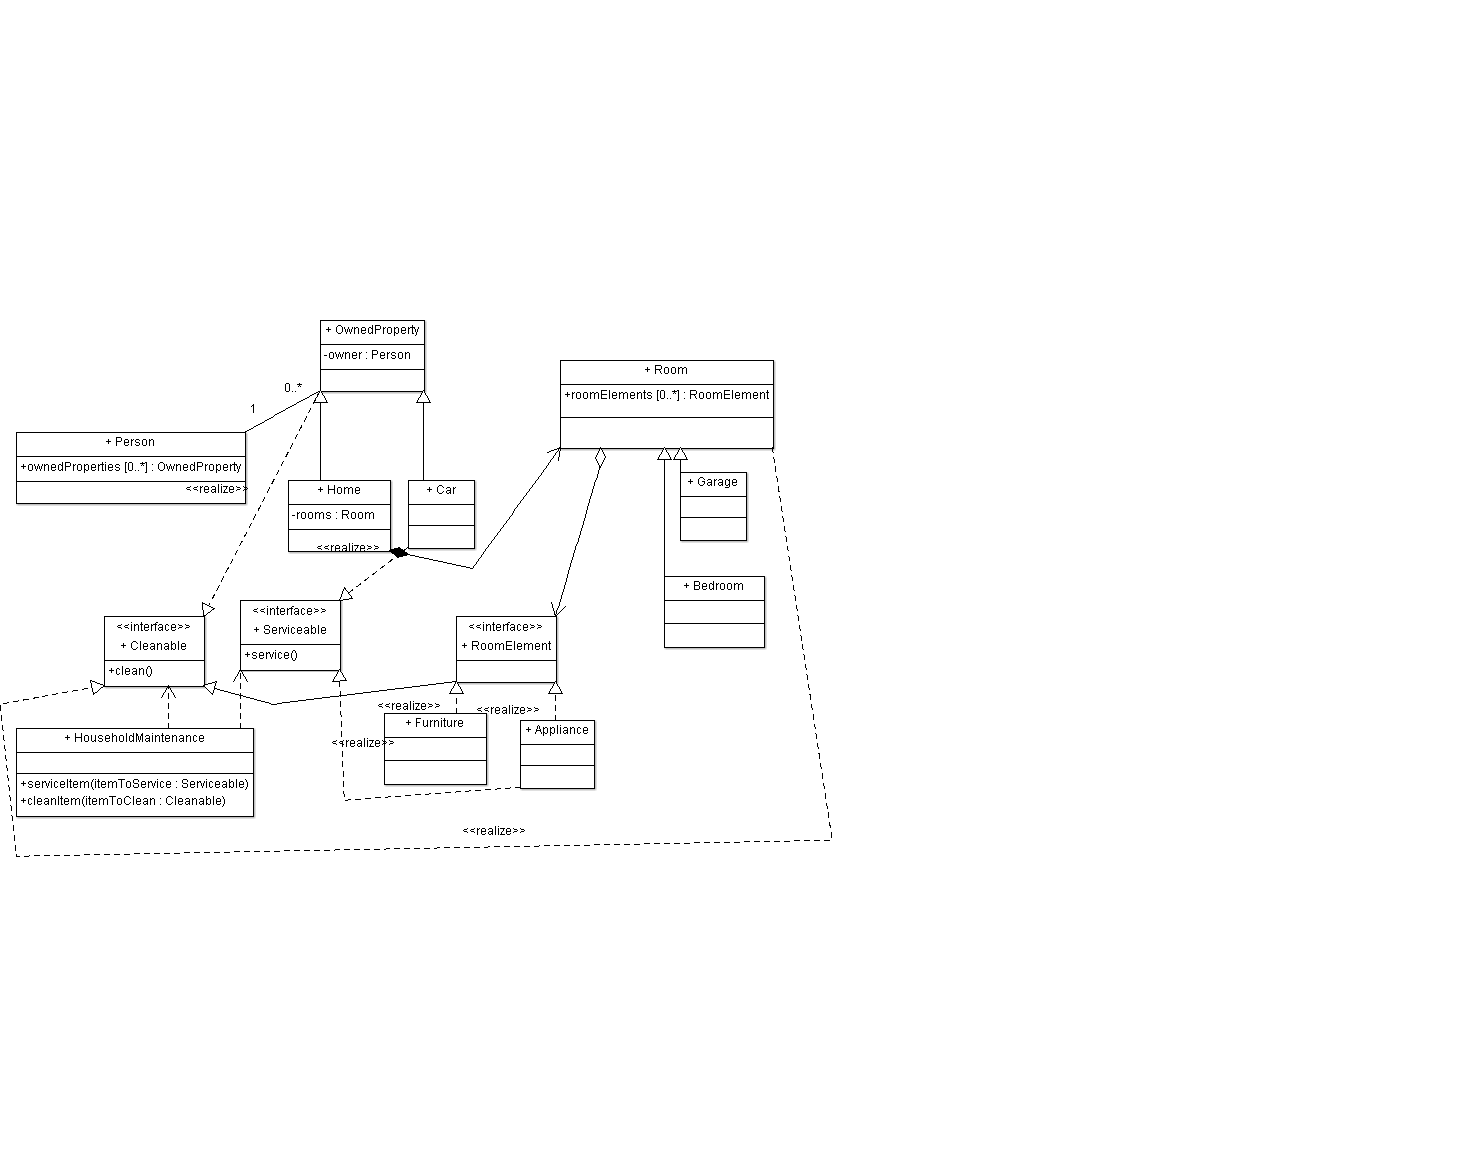 + OwnedProperty
-owner : Person
0..*
1
+ Person
+ownedProperties [0..*] : OwnedProperty
<<realize>>
+ Home
-rooms : Room
<<realize>>
+ Car
+ Room
+roomElements [0..*] : RoomElement
+ Garage
+ Bedroom
<<interface>>
+ Cleanable
+clean()
<<interface>>
+ Serviceable
+service()
<<interface>>
+ RoomElement
<<realize>>
<<realize>>
+ Furniture
+ Appliance
<<realize>>
+ HouseholdMaintenance
+serviceItem(itemToService : Serviceable)
+cleanItem(itemToClean : Cleanable)
<<realize>>